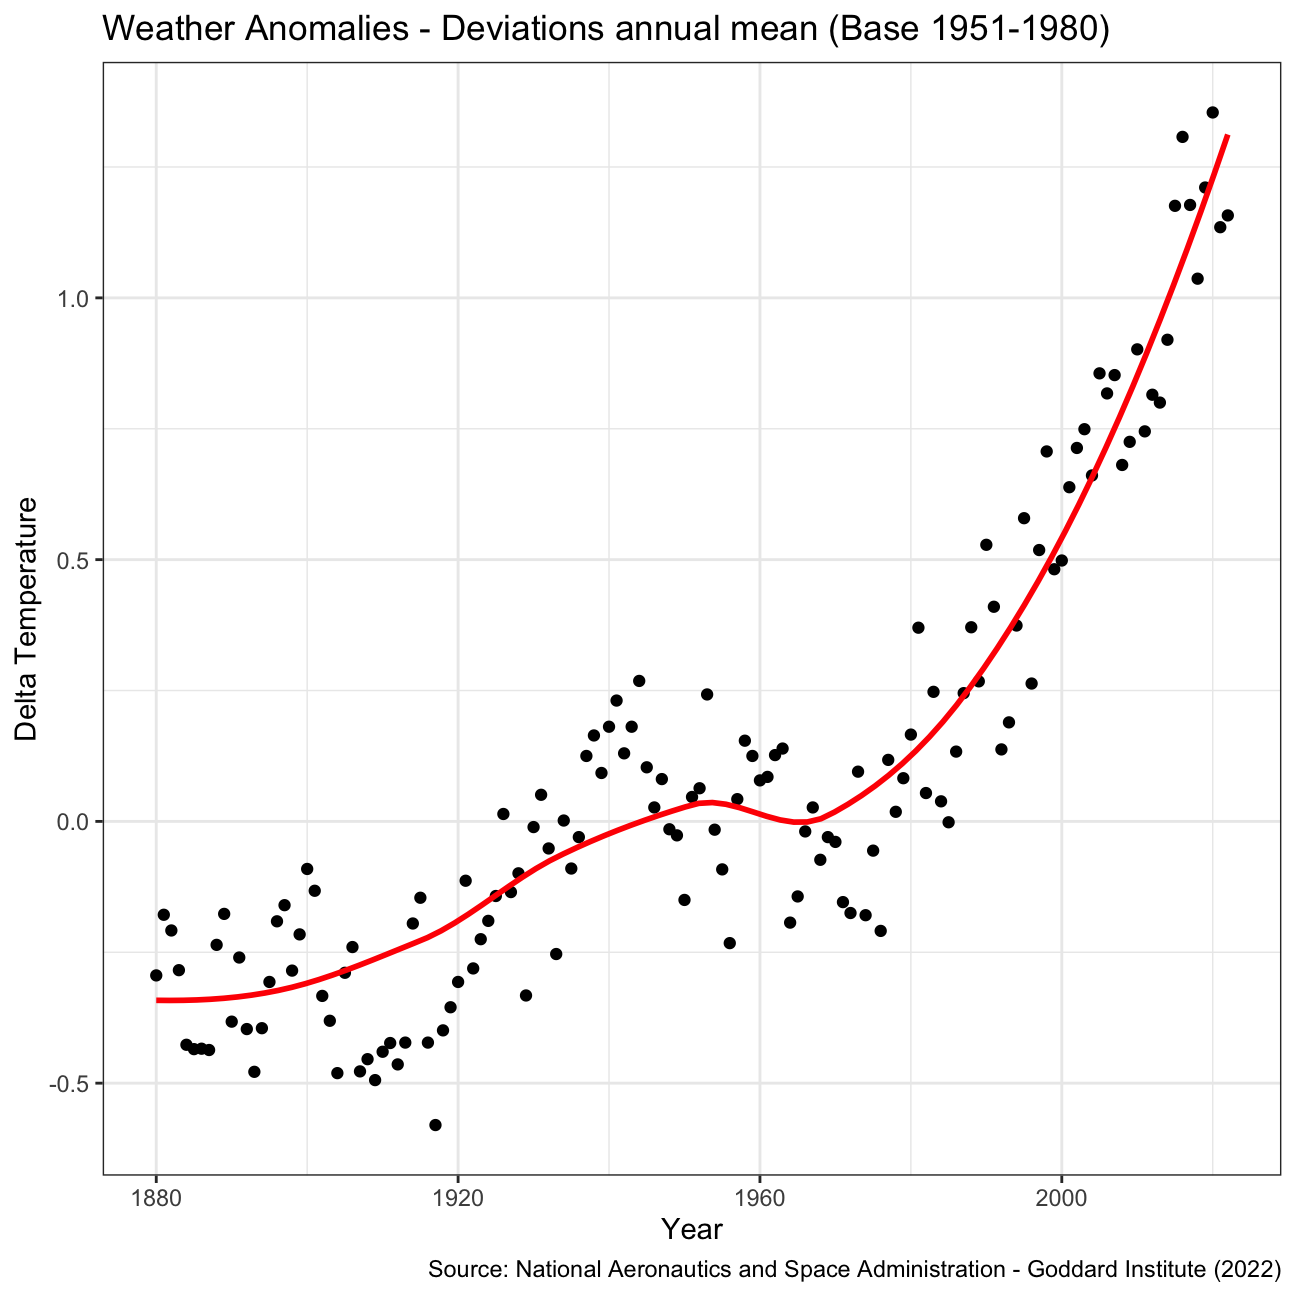 Weather Anomalies - Deviations annual mean (Base 1951-1980)
Delta Temperature
1.0
0.5
0.0
-0.5
1880 1920 1960 2000
Year
Source: National Aeronautics and Space Administration - Goddard Institute (2022)